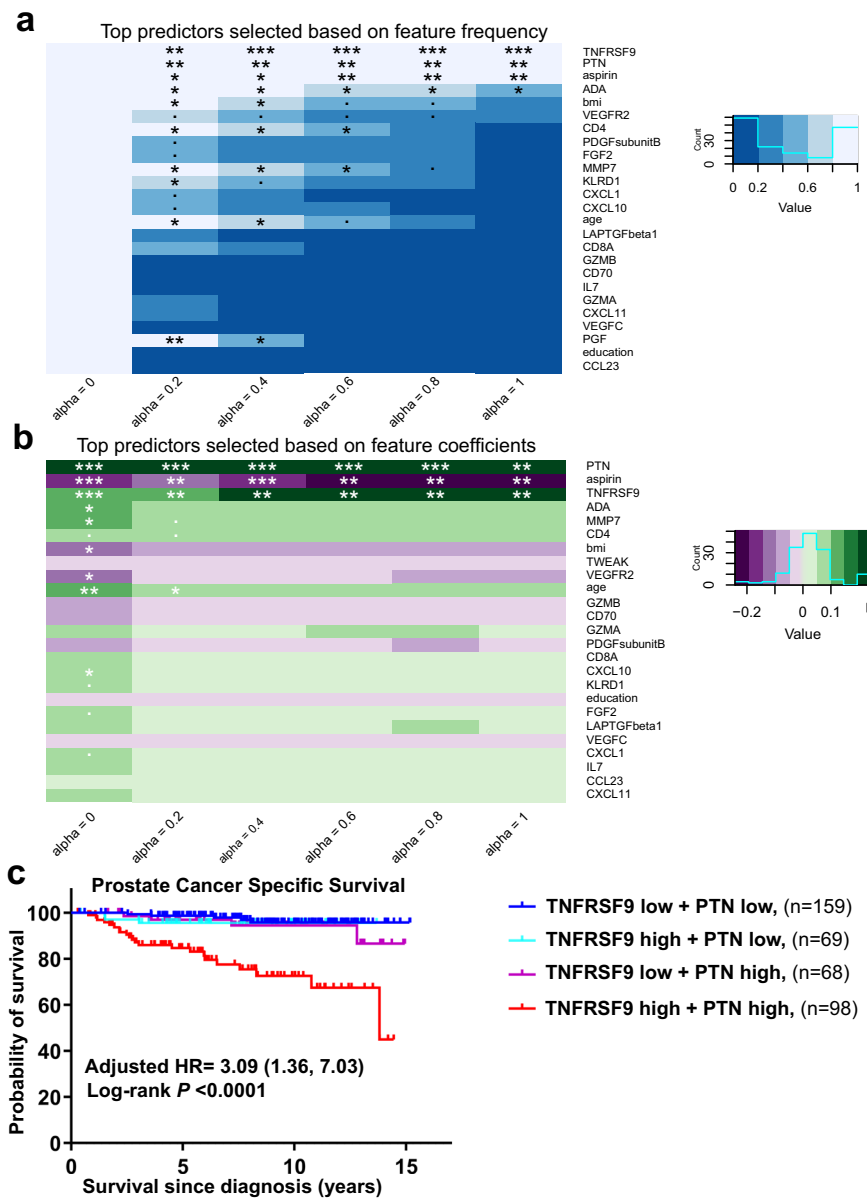 a
Top predictors selected based on feature frequency
** *** *** *** *** TNFRSF9
** ** ** ** ** PTN
* * ** ** ** aspirin
* * * * * ADA
* * . . bmi
. . . . VEGFR2
* * * CD4
. PDGFsubunitB
. FGF2
* * * . MMP7
* . KLRD1
. CXCL1
. CXCL10
* * . age
LAPTGFbeta1
CD8A
GZMB
CD70
IL7
GZMA
CXCL11
VEGFC
** * PGF
education
CCL23
alpha = 0 alpha = 0.2 alpha = 0.4 alpha = 0.6 alpha = 0.8 alpha = 1
Count
0 30
0 0.2 0.6 1
Value
b
Top predictors selected based on feature coefficients
*** *** *** *** *** ** PTN
*** ** *** ** ** ** aspirin
*** ** ** ** ** ** TNFRSF9
* ADA
* . MMP7
. . CD4
* bmi
TWEAK
* VEGFR2
** * age
GZMB
CD70
GZMA
PDGFsubunitB
CD8A
* CXCL10
. KLRD1
education
. FGF2
LAPTGFbeta1
VEGFC
. CXCL1
IL7
CCL23
CXCL11
alpha = 0 alpha = 0.2 alpha = 0.4 alpha = 0.6 alpha = 0.8 alpha = 1
Count
0 30
−0.2 0 0.1
Value
c
Prostate Cancer Specific Survival
Probability of survival
100
80
60
40
20
0
Adjusted HR= 3.09 (1.36, 7.03)
Log-rank P <0.0001
0 5 10 15
Survival since diagnosis (years)
TNFRSF9 low + PTN low, (n=159)
TNFRSF9 high + PTN low, (n=69)
TNFRSF9 low + PTN high, (n=68)
TNFRSF9 high + PTN high, (n=98)